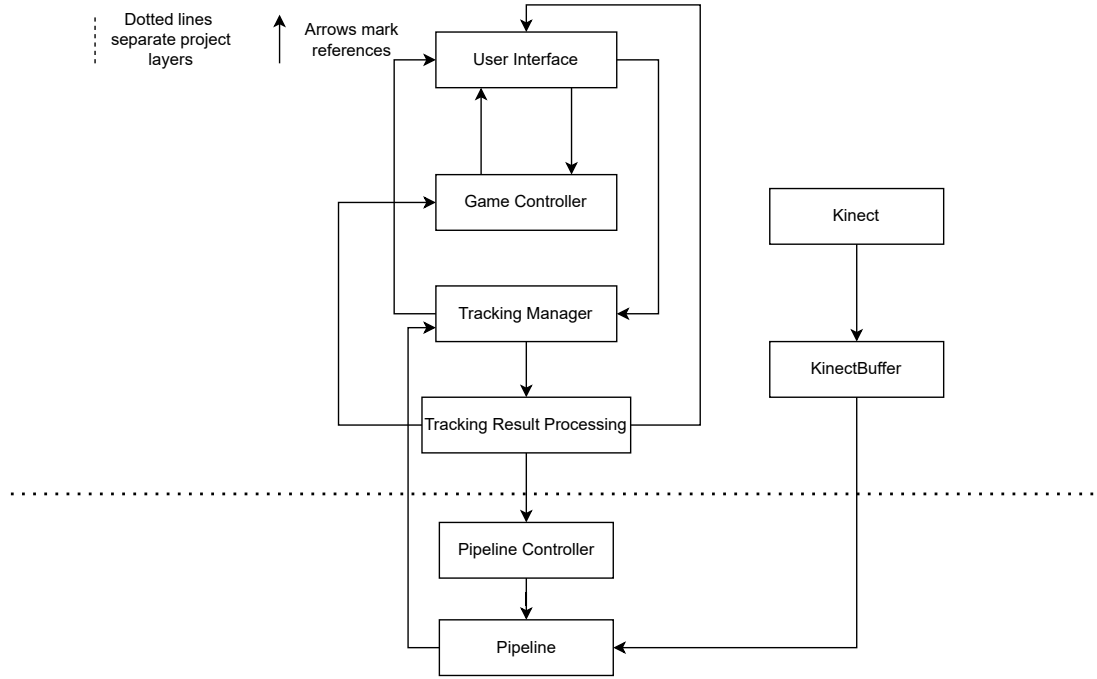 Dotted lines
separate project
layers
Arrows mark
references
User Interface
Game Controller
Kinect
Tracking Manager
KinectBuffer
Tracking Result Processing
Pipeline Controller
Pipeline